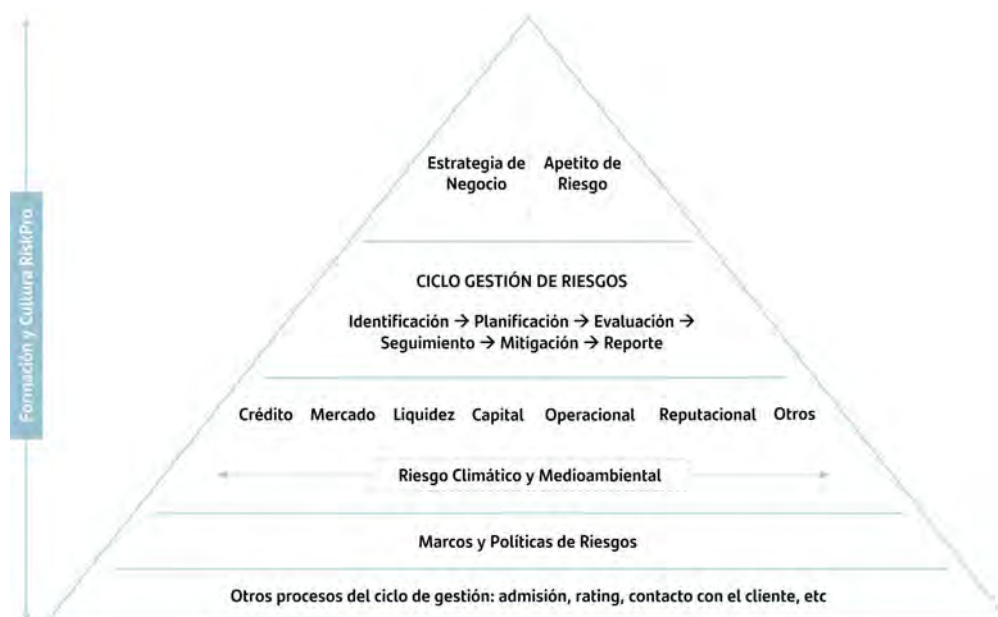 Formación y Cultura RiskPro
Estrategia de Negocio
Apetito de Riesgo
CICLO GESTIÓN DE RIESGOS
Identificación → Planificación → Evaluación →
Seguimiento → Mitigación → Reporte
Crédito Mercado Liquidez Capital Operacional Reputacional Otros
Riesgo Climático y Medioambiental
Marcos y Políticas de Riesgos
Otros procesos del ciclo de gestión: admisión, rating, contacto con el cliente, etc